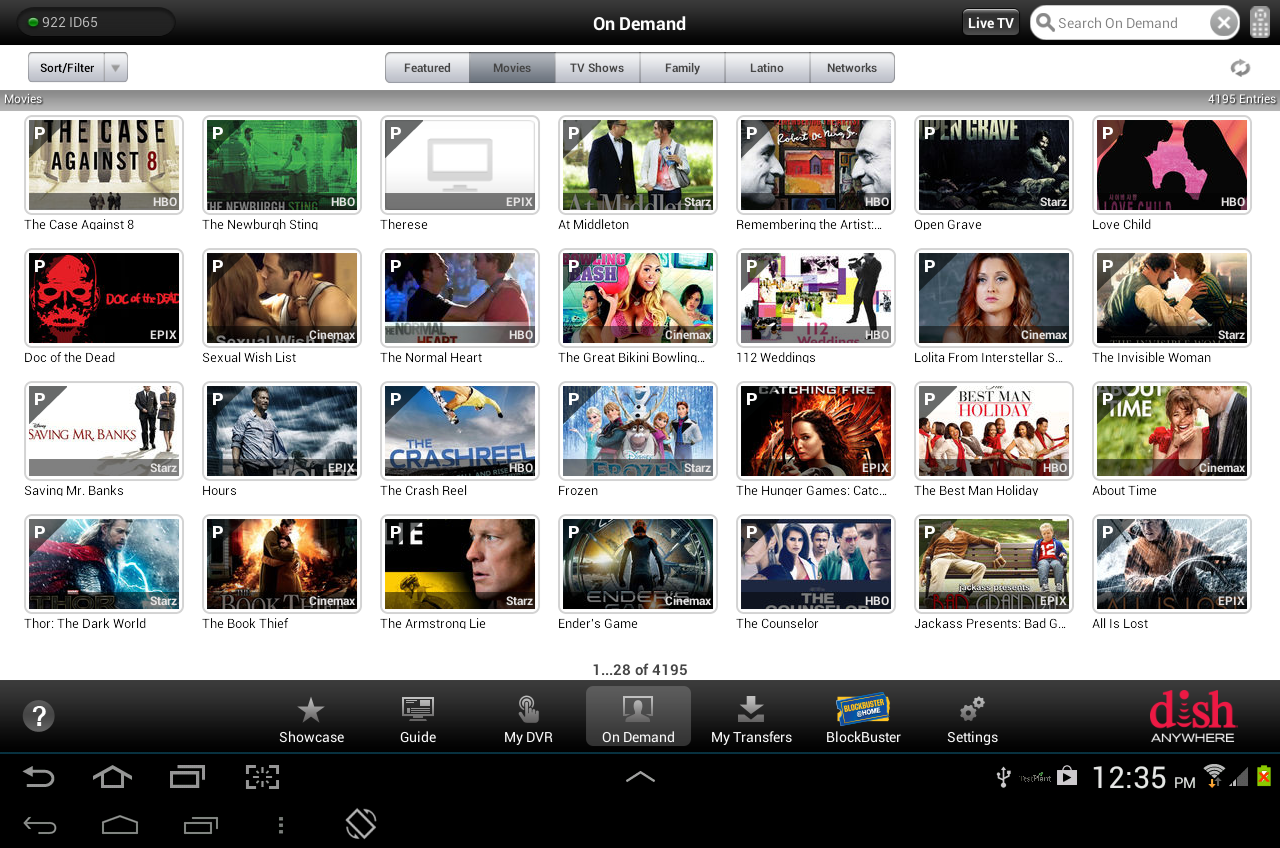 922 ID65
On Demand
Live TV
Search On Demand
Sort/Filter
Featured
Movies
TV Shows
Family
Latino
Networks
Movies
4195 Entries
P
THE CASE
AGAINST 8
HBO
The Case Against 8
P
THE NEWBURGH STING
HBO
The Newburgh Sting
P
EPIX
Therese
P
At Middleton
Starz
At Middleton
P
Robert De Niro, Sr.
HBO
Remembering the Artist:...
P
OPEN GRAVE
Starz
Open Grave
P
LOVE CHILD
HBO
Love Child
P
DOC of the DEAD
EPIX
Doc of the Dead
P
Sexual Wish List
Cinemax
Sexual Wish List
P
THE NORMAL
HEART
HBO
The Normal Heart
P
BOWLING
BASH
Cinemax
The Great Bikini Bowling...
P
112
Weddings
HBO
112 Weddings
P
Cinemax
Lolita From Interstellar S...
P
THE INVISIBLE WOMAN
Starz
The Invisible Woman
P
Disney
SAVING MR. BANKS
Starz
Saving Mr. Banks
P
HOURS
EPIX
Hours
P
THE
CRASHREEL
HBO
The Crash Reel
P
Disney
FROZEN
Starz
Frozen
P
CATCHING FIRE
EPIX
The Hunger Games: Catc...
P
The
BEST MAN
HOLIDAY
HBO
The Best Man Holiday
P
ABOUT
TIME
Cinemax
About Time
P
MARVEL
THOR
Starz
Thor: The Dark World
P
THE
BOOK THIEF
Cinemax
The Book Thief
P
LIE
Starz
The Armstrong Lie
P
ENDER'S
GAME
Cinemax
Ender's Game
P
THE
COUNSELOR
HBO
The Counselor
P
12
jackass presents
BAD GRANDPA
EPIX
Jackass Presents: Bad G...
P
ALL IS LOST
EPIX
All Is Lost
1...28 of 4195
?
Showcase
Guide
My DVR
On Demand
My Transfers
BLOCKBUSTER
@HOME
BlockBuster
Settings
dish
ANYWHERE
TestPlant
12:35 PM